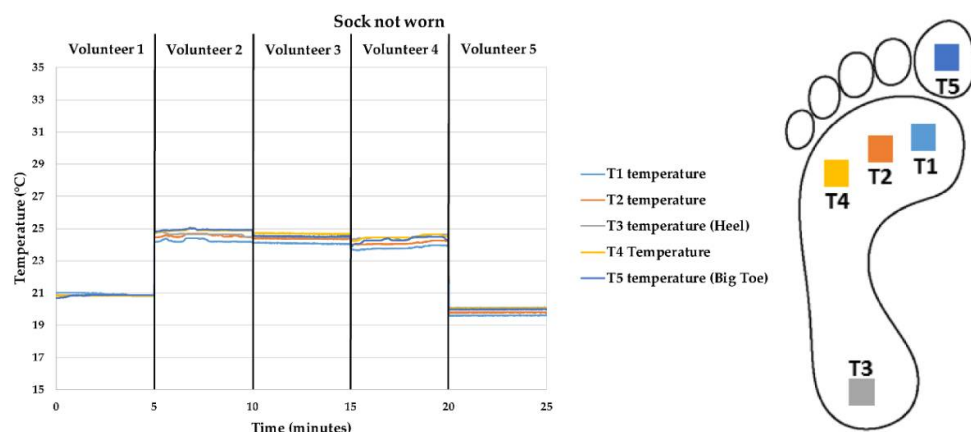 Sock not worn
Volunteer 1 Volunteer 2 Volunteer 3 Volunteer 4 Volunteer 5
35
33
31
29
27
25
23
21
19
17
15
Temperature (°C)
0 5 10 15 20 25
Time (minutes)
T1 temperature
T2 temperature
T3 temperature (Heel)
T4 Temperature
T5 temperature (Big Toe)
T5
T1
T2
T4
T3